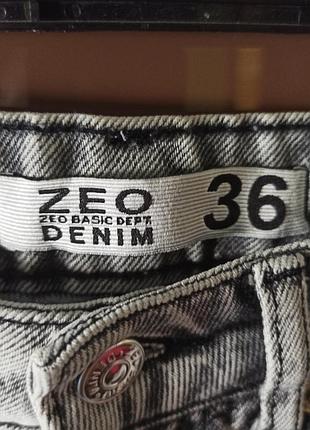 ZEO 36
ZEO BASIC DEPT.
DENIM